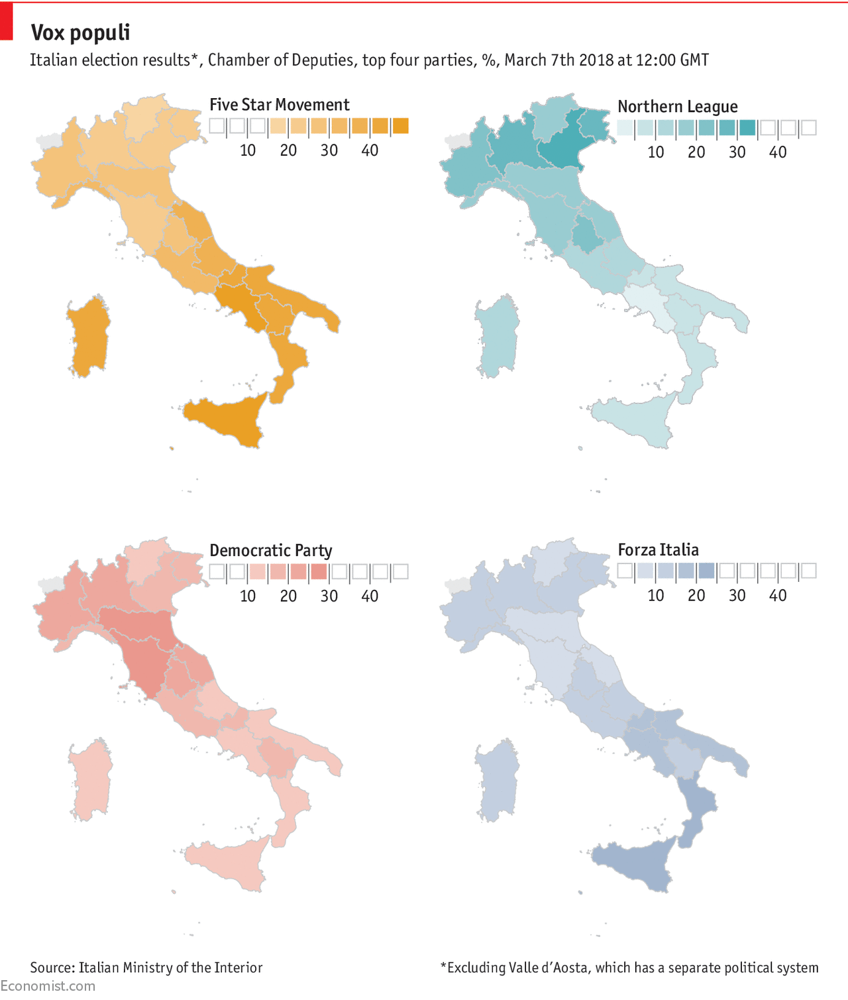 Vox populi
Italian election results*, Chamber of Deputies, top four parties, %, March 7th 2018 at 12:00 GMT
Five Star Movement
10 20 30 40
Northern League
10 20 30 40
Democratic Party
10 20 30 40
Forza Italia
10 20 30 40
Source: Italian Ministry of the Interior
*Excluding Valle d’Aosta, which has a separate political system
Economist.com